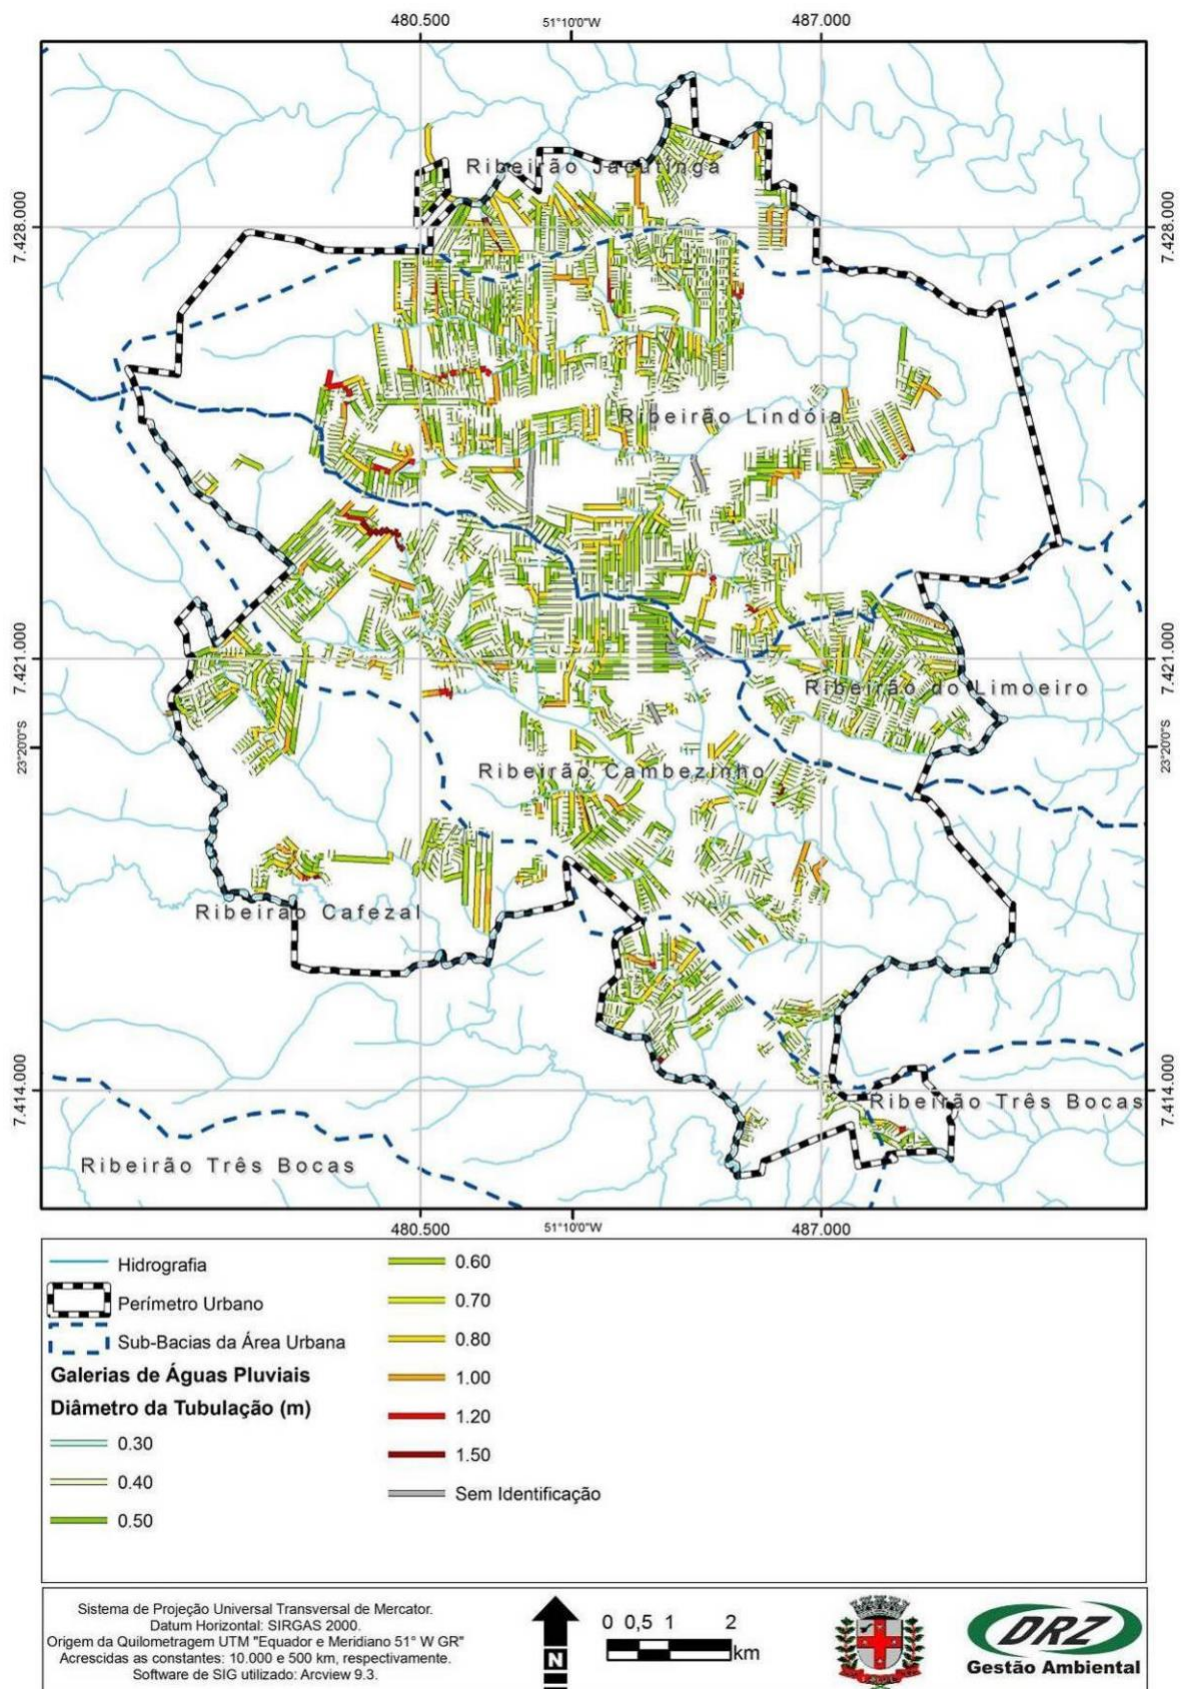 480.500 51°10'0"W 487.000
Ribeirão Jacutinga
7.428.000 7.428.000
Ribeirão Lindóia
7.421.000 7.421.000
Ribeirão do Limoeiro
23°20'0"S 23°20'0"S
Ribeirão Cambezinho
Ribeirão Cafezal
7.414.000 7.414.000
Ribeirão Três Bocas
Ribeirão Três Bocas
480.500 51°10'0"W 487.000
Hidrografia
Perímetro Urbano
Sub-Bacias da Área Urbana
Galerias de Águas Pluviais
Diâmetro da Tubulação (m)
0.30
0.40
0.50
0.60
0.70
0.80
1.00
1.20
1.50
Sem Identificação
Sistema de Projeção Universal Transversal de Mercator.
Datum Horizontal: SIRGAS 2000.
Origem da Quilometragem UTM "Equador e Meridiano 51° W GR"
Acrescidas as constantes: 10.000 e 500 km, respectivamente.
Software de SIG utilizado: Arcview 9.3.
N
0 0,5 1 2
km
DRZ
Gestão Ambiental